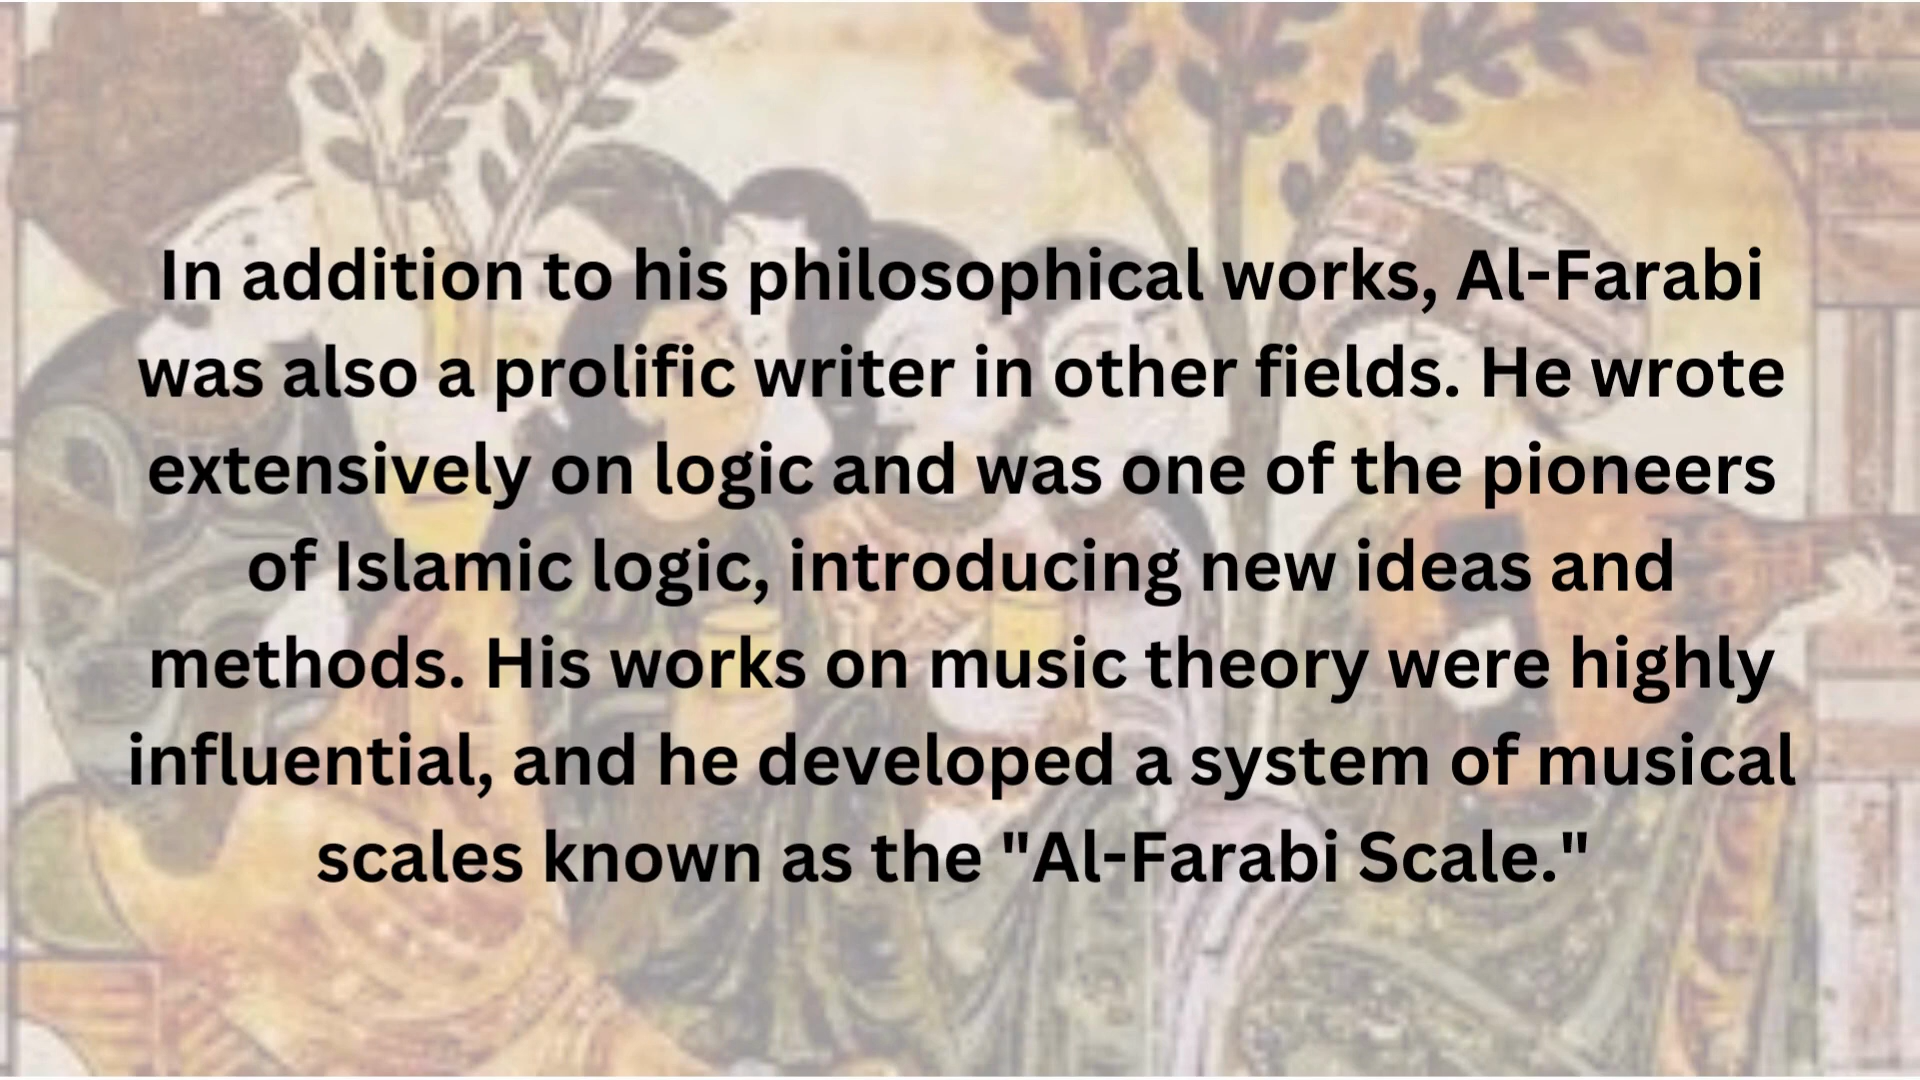 In addition to his philosophical works, Al-Farabi
was also a prolific writer in other fields. He wrote
extensively on logic and was one of the pioneers
of Islamic logic, introducing new ideas and
methods. His works on music theory were highly
influential, and he developed a system of musical
scales known as the "Al-Farabi Scale."